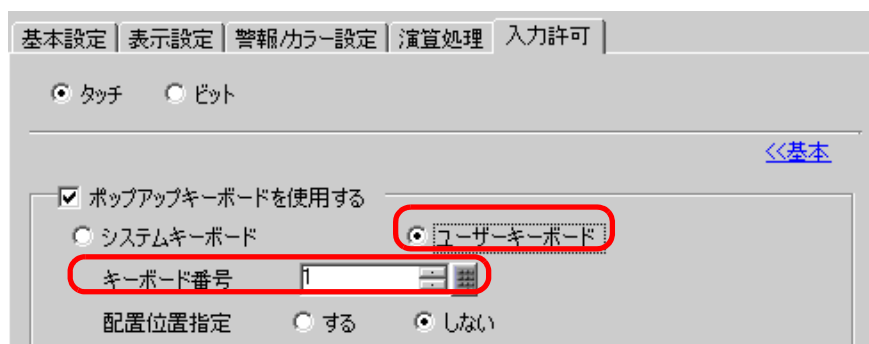 基本設定 表示設定 警報/カラー設定 演算処理 入力許可
タッチ ビット
<<基本
ポップアップキーボードを使用する
システムキーボード ユーザーキーボード
キーボード番号 1
配置位置指定 する しない